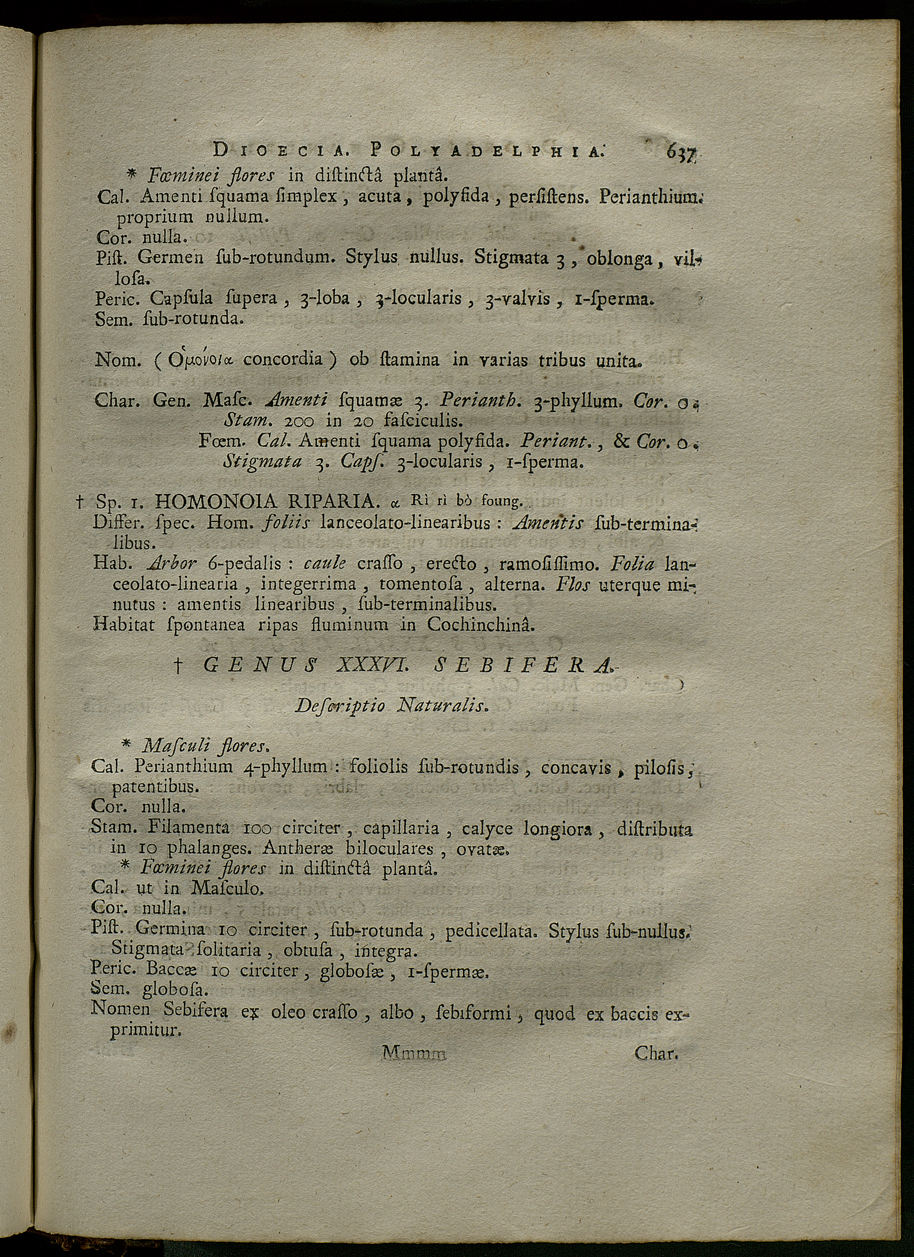 DIOECIA. POLYADELPHIA. 637
* Fœminei flores in diſtinctâ plantâ.
Cal. Amenti ſquama ſimplex, acuta, polyfida, perſiſtens. Perianthium
proprium nullum.
Cor. nulla.
Piſt. Germen ſub-rotundum. Stylus nullus. Stigmata 3, oblonga, vil-
loſa.
Peric. Capſula ſupera, 3-loba, 3-locularis, 3-valvis, 1-ſperma.
Sem. ſub-rotunda.
Nom. (Ὁμόνοια concordia) ob ſtamina in varias tribus unita.
Char. Gen. Maſc. Amenti ſquamæ 3. Perianth. 3-phyllum. Cor. 0.
Stam. 200 in 20 faſciculis.
Fœm. Cal. Amenti ſquama polyfida. Periant., & Cor. 0.
Stigmata 3. Capſ. 3-locularis, 1-ſperma.
† Sp. 1. HOMONOIA RIPARIA. α Rì rì bò ſoung.
Differ. ſpec. Hom. foliis lanceolato-linearibus: Amentis ſub-termina-
libus.
Hab. Arbor 6-pedalis: caule craſſo, erecto, ramoſiſſimo. Folia lan-
ceolato-linearia, integerrima, tomentoſa, alterna. Flos uterque mi-
nutus: amentis linearibus, ſub-terminalibus.
Habitat ſpontanea ripas fluminum in Cochinchinâ.
† GENUS XXXVI. SEBIFERA.
Deſcriptio Naturalis.
* Maſculi flores.
Cal. Perianthium 4-phyllum: foliolis ſub-rotundis, concavis, piloſis,
patentibus.
Cor. nulla.
Stam. Filamenta 100 circiter, capillaria, calyce longiora, diſtributa
in 10 phalanges. Antheræ biloculares, ovatæ.
* Fœminei flores in diſtinctâ plantâ.
Cal. ut in Maſculo.
Cor. nulla.
Piſt. Germina 10 circiter, ſub-rotunda, pedicellata. Stylus ſub-nullus.
Stigmata ſolitaria, obtuſa, integra.
Peric. Baccæ 10 circiter, globoſæ, 1-ſpermæ.
Sem. globoſa.
Nomen Sebifera ex oleo craſſo, albo, ſebiformi, quod ex baccis ex-
primitur.
Mmmm Char.